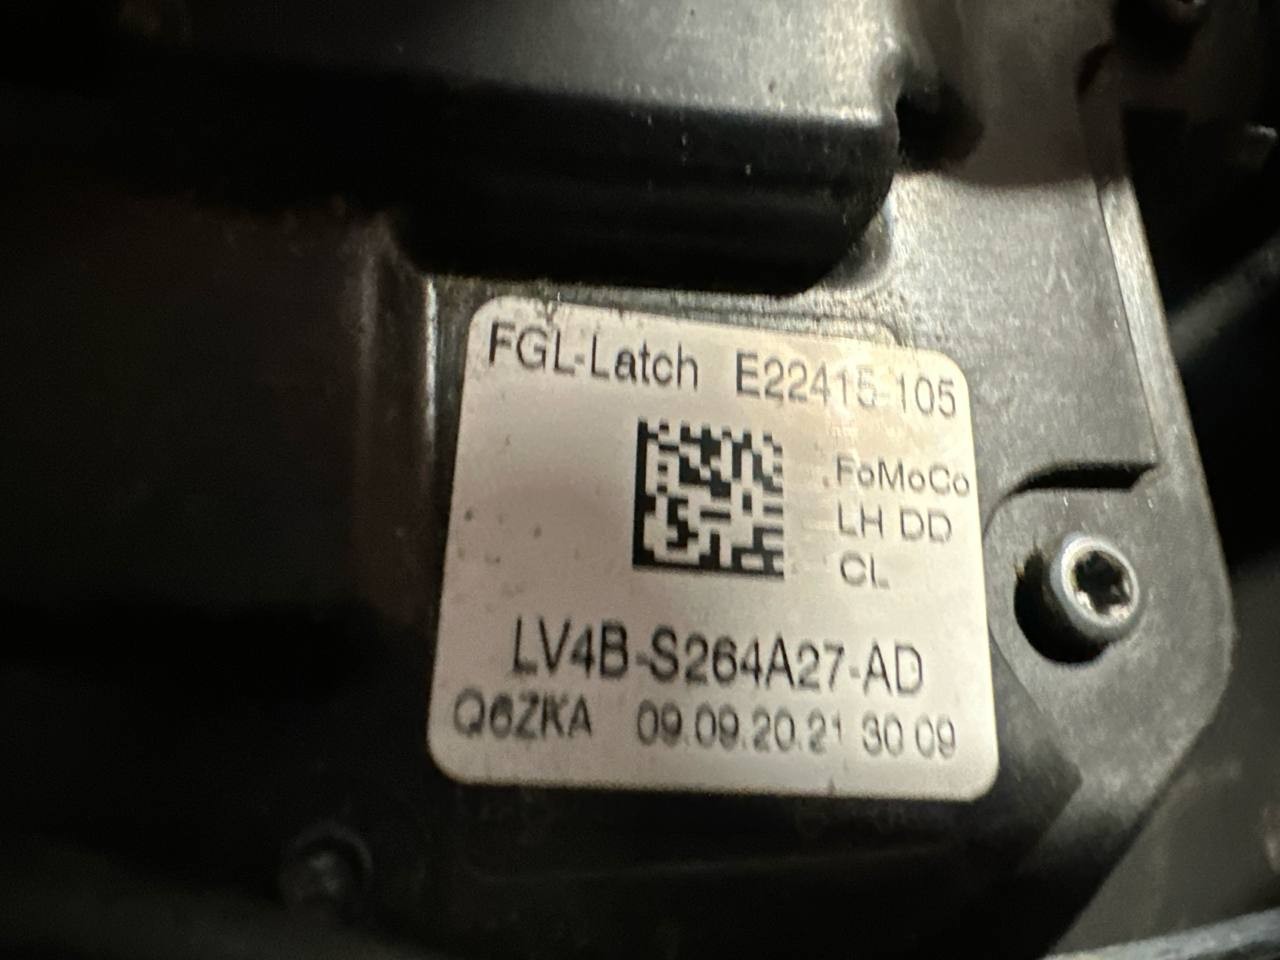 FGL-Latch E22415-105
FoMoCo
LH DD
CL
LV4B-S264A27-AD
Q6ZKA 09.09.20.21 30 09